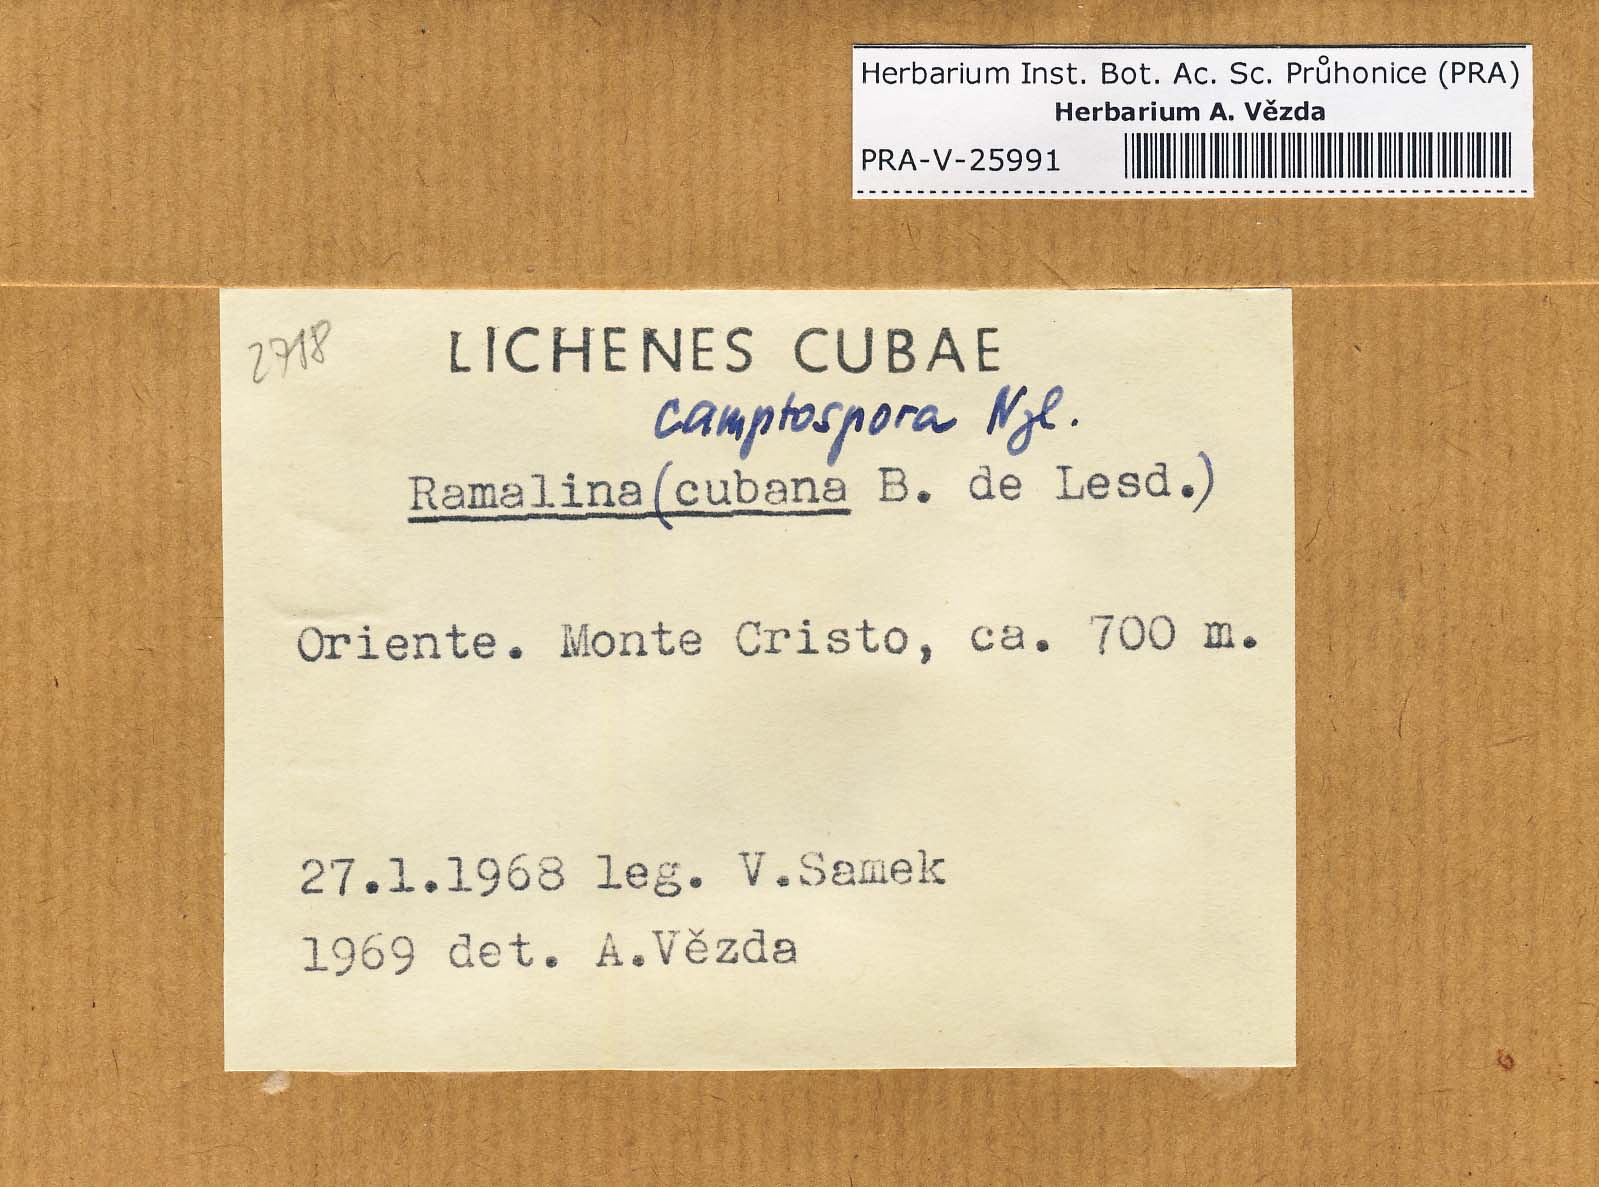 Herbarium Inst. Bot. Ac. Sc. Průhonice (PRA)
Herbarium A. Vězda
PRA-V-25991
2718
LICHENES CUBAE
camptospora Nyl.
Ramalina (cubana B. de Lesd.)
Oriente. Monte Cristo, ca. 700 m.
27.1.1968 leg. V.Samek
1969 det. A.Vězda